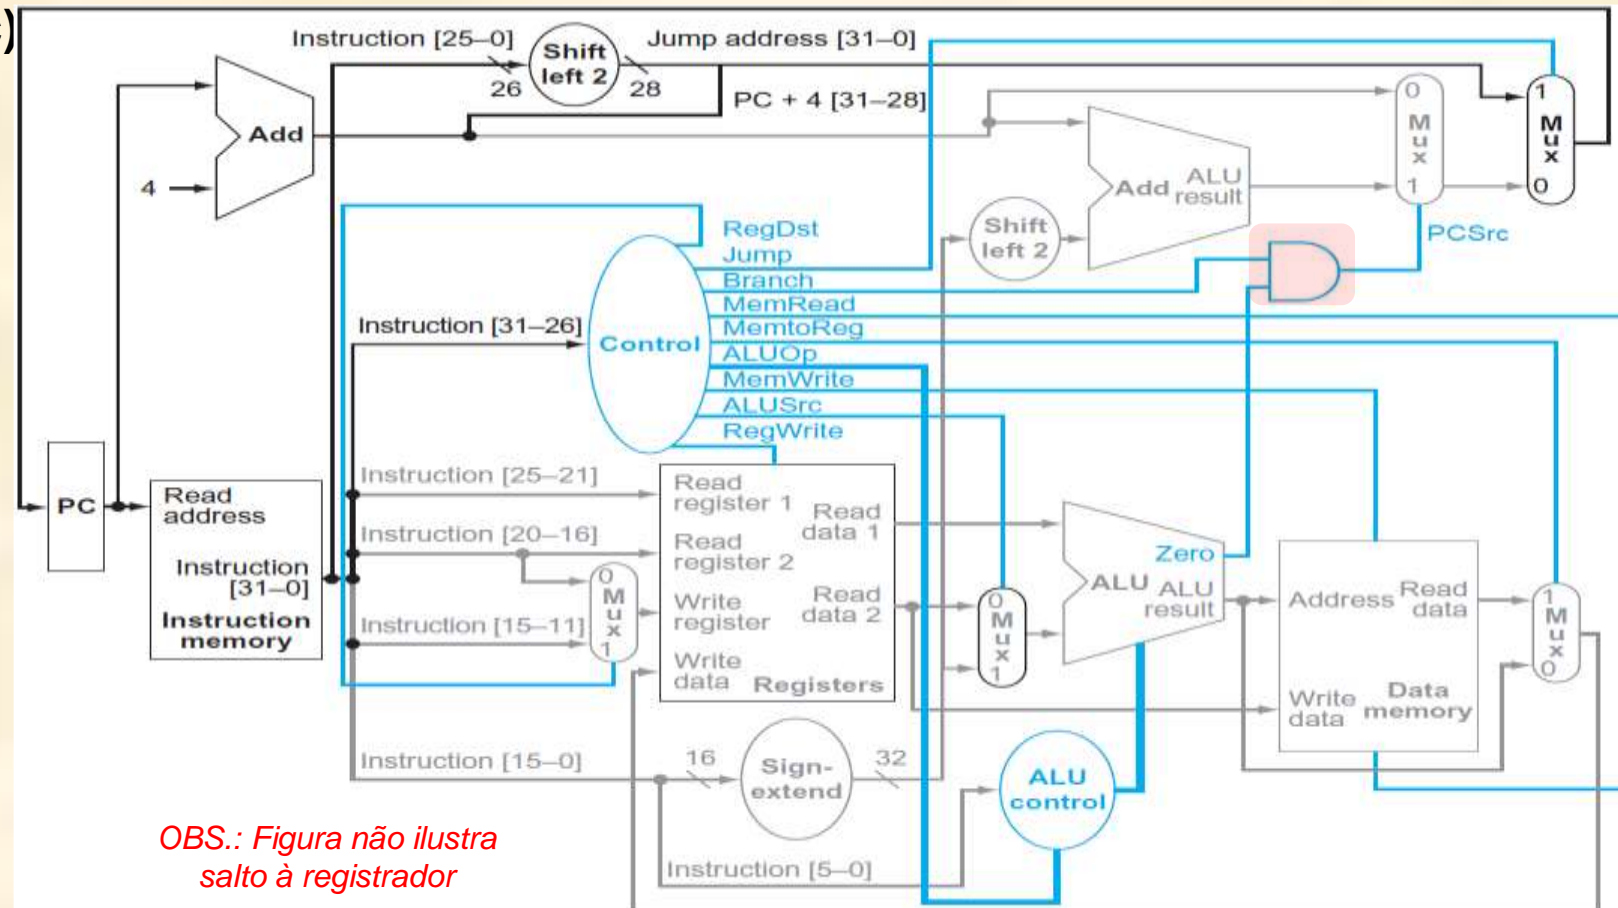 c)
Instruction [25–0]
Shift
left 2
Jump address [31–0]
26
28
PC + 4 [31–28]
Add
4
0
M
u
x
1
1
M
u
x
0
Add
ALU
result
Shift
left 2
PCSrc
RegDst
Jump
Branch
MemRead
MemtoReg
ALUOp
MemWrite
ALUSrc
RegWrite
Instruction [31–26]
Control
PC
Read
address
Instruction
[31–0]
Instruction
memory
Instruction [25–21]
Instruction [20–16]
Instruction [15–11]
0
M
u
x
1
Read
register 1
Read
register 2
Write
register
Write
data
Read
data 1
Read
data 2
Registers
0
M
u
x
1
Zero
ALU
ALU
result
Address
Read
data
Write
data
Data
memory
1
M
u
x
0
Instruction [15–0]
16
Sign-
extend
32
ALU
control
Instruction [5–0]
OBS.: Figura não ilustra
salto à registrador